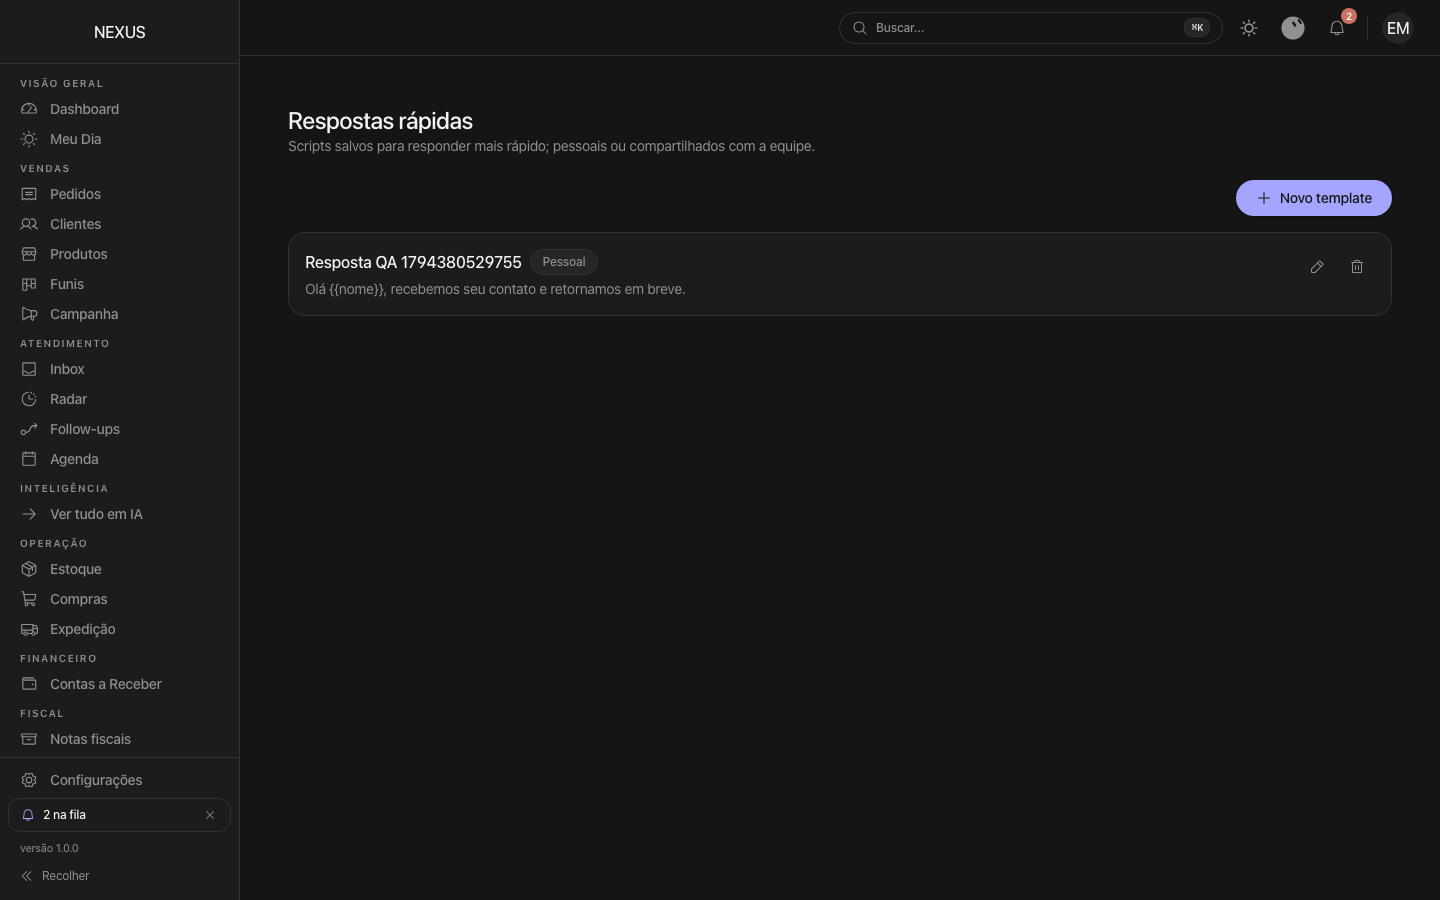 NEXUS
Buscar...
⌘K
2
EM
VISÃO GERAL
Dashboard
Meu Dia
VENDAS
Pedidos
Clientes
Produtos
Funis
Campanha
ATENDIMENTO
Inbox
Radar
Follow-ups
Agenda
INTELIGÊNCIA
Ver tudo em IA
OPERAÇÃO
Estoque
Compras
Expedição
FINANCEIRO
Contas a Receber
FISCAL
Notas fiscais
Configurações
2 na fila
versão 1.0.0
Recolher
Respostas rápidas
Scripts salvos para responder mais rápido; pessoais ou compartilhados com a equipe.
Novo template
Resposta QA 1794380529755 Pessoal
Olá {{nome}}, recebemos seu contato e retornamos em breve.